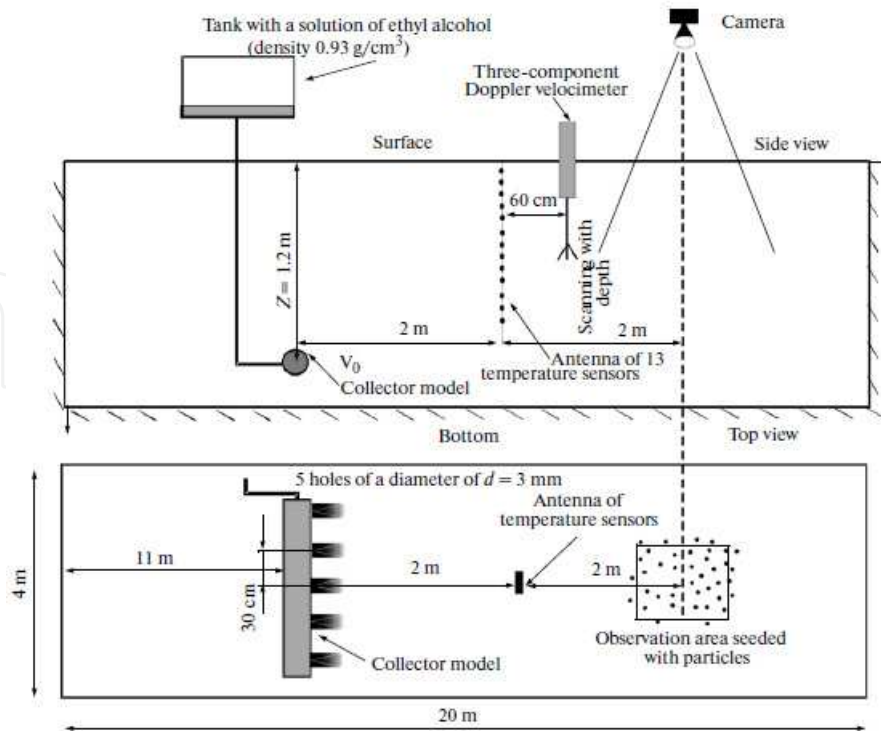 Tank with a solution of ethyl alcohol
(density 0.93 g/cm³)
Camera
Three-component
Doppler velocimeter
Surface
Side view
60 cm
Z = 1.2 m
Scanning with
depth
2 m
2 m
V₀
Collector model
Antenna of 13
temperature sensors
Bottom
Top view
5 holes of a diameter of d = 3 mm
Antenna of
temperature sensors
11 m
2 m
2 m
4 m
30 cm
Collector model
Observation area seeded
with particles
20 m